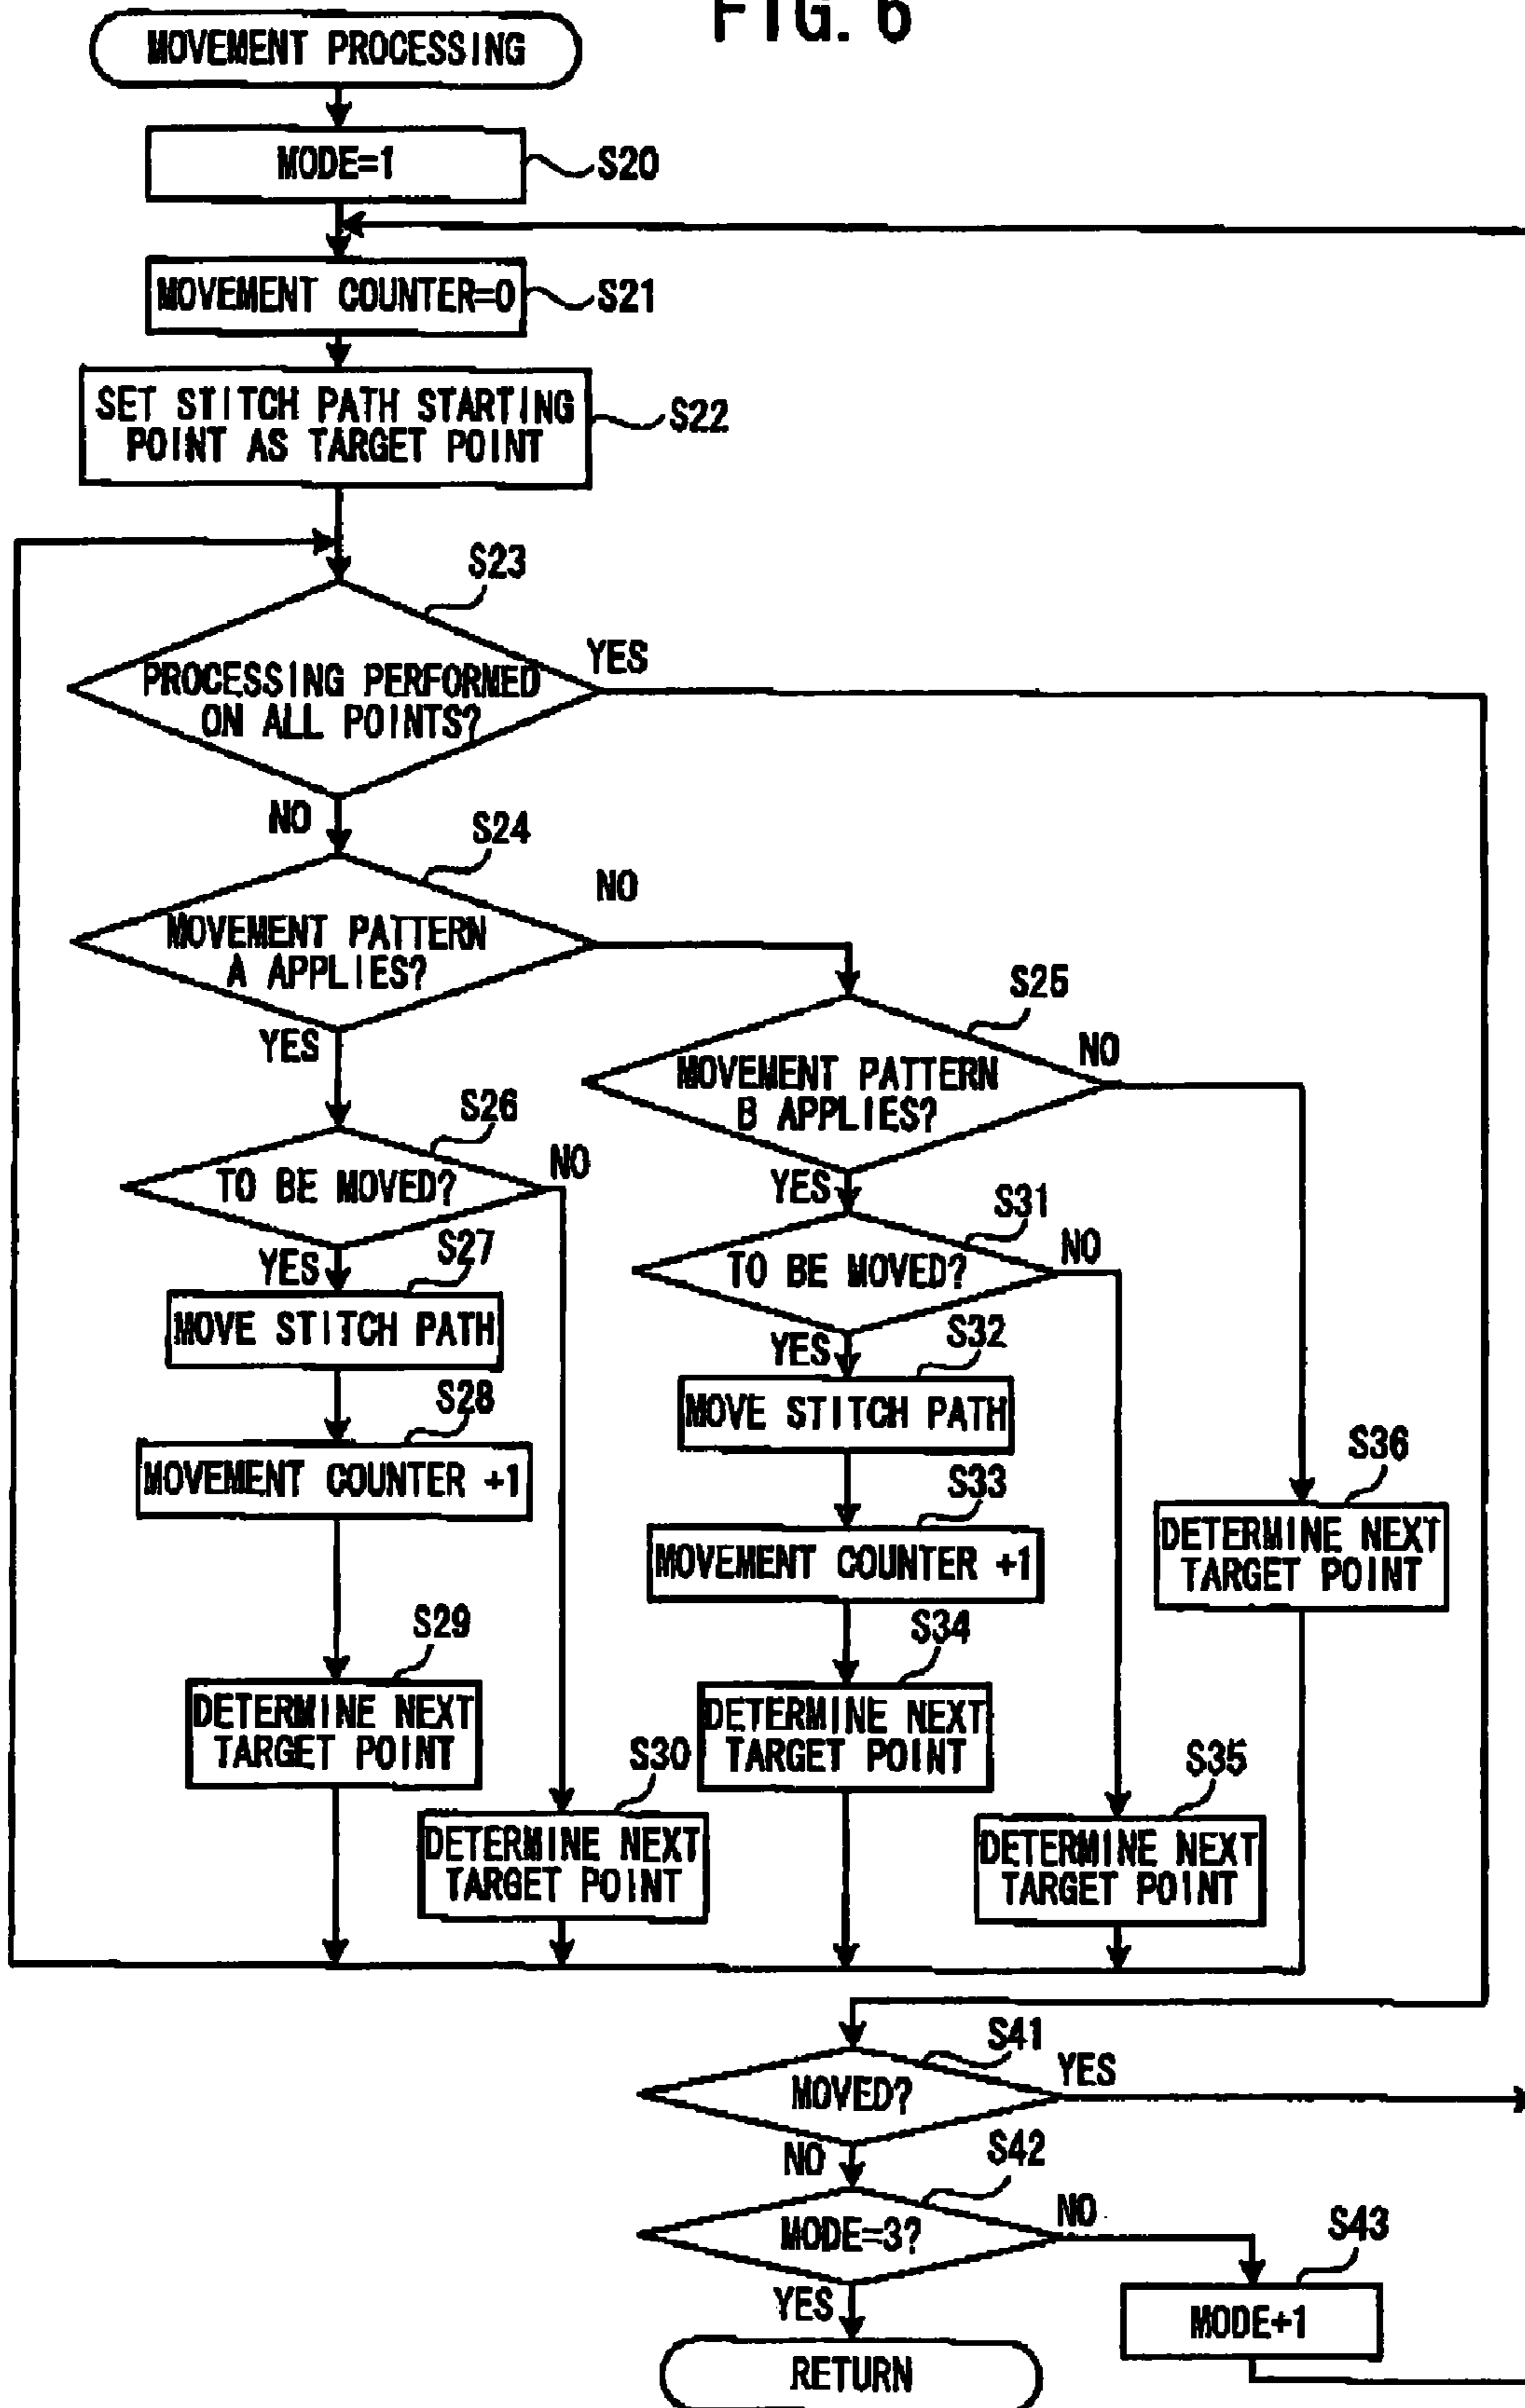 FIG. 6
MOVEMENT PROCESSING
MODE=1
S20
MOVEMENT COUNTER=0
S21
SET STITCH PATH STARTING
POINT AS TARGET POINT
S22
S23
PROCESSING PERFORMED
ON ALL POINTS?
YES
NO
S24
MOVEMENT PATTERN
A APPLIES?
NO
YES
S25
MOVEMENT PATTERN
B APPLIES?
NO
YES
S26
TO BE MOVED?
NO
YES
S27
MOVE STITCH PATH
S28
MOVEMENT COUNTER +1
S29
DETERMINE NEXT
TARGET POINT
S30
DETERMINE NEXT
TARGET POINT
S31
TO BE MOVED?
NO
YES
S32
MOVE STITCH PATH
S33
MOVEMENT COUNTER +1
S34
DETERMINE NEXT
TARGET POINT
S35
DETERMINE NEXT
TARGET POINT
S36
DETERMINE NEXT
TARGET POINT
S41
MOVED?
YES
NO
S42
MODE=3?
NO
YES
S43
MODE+1
RETURN